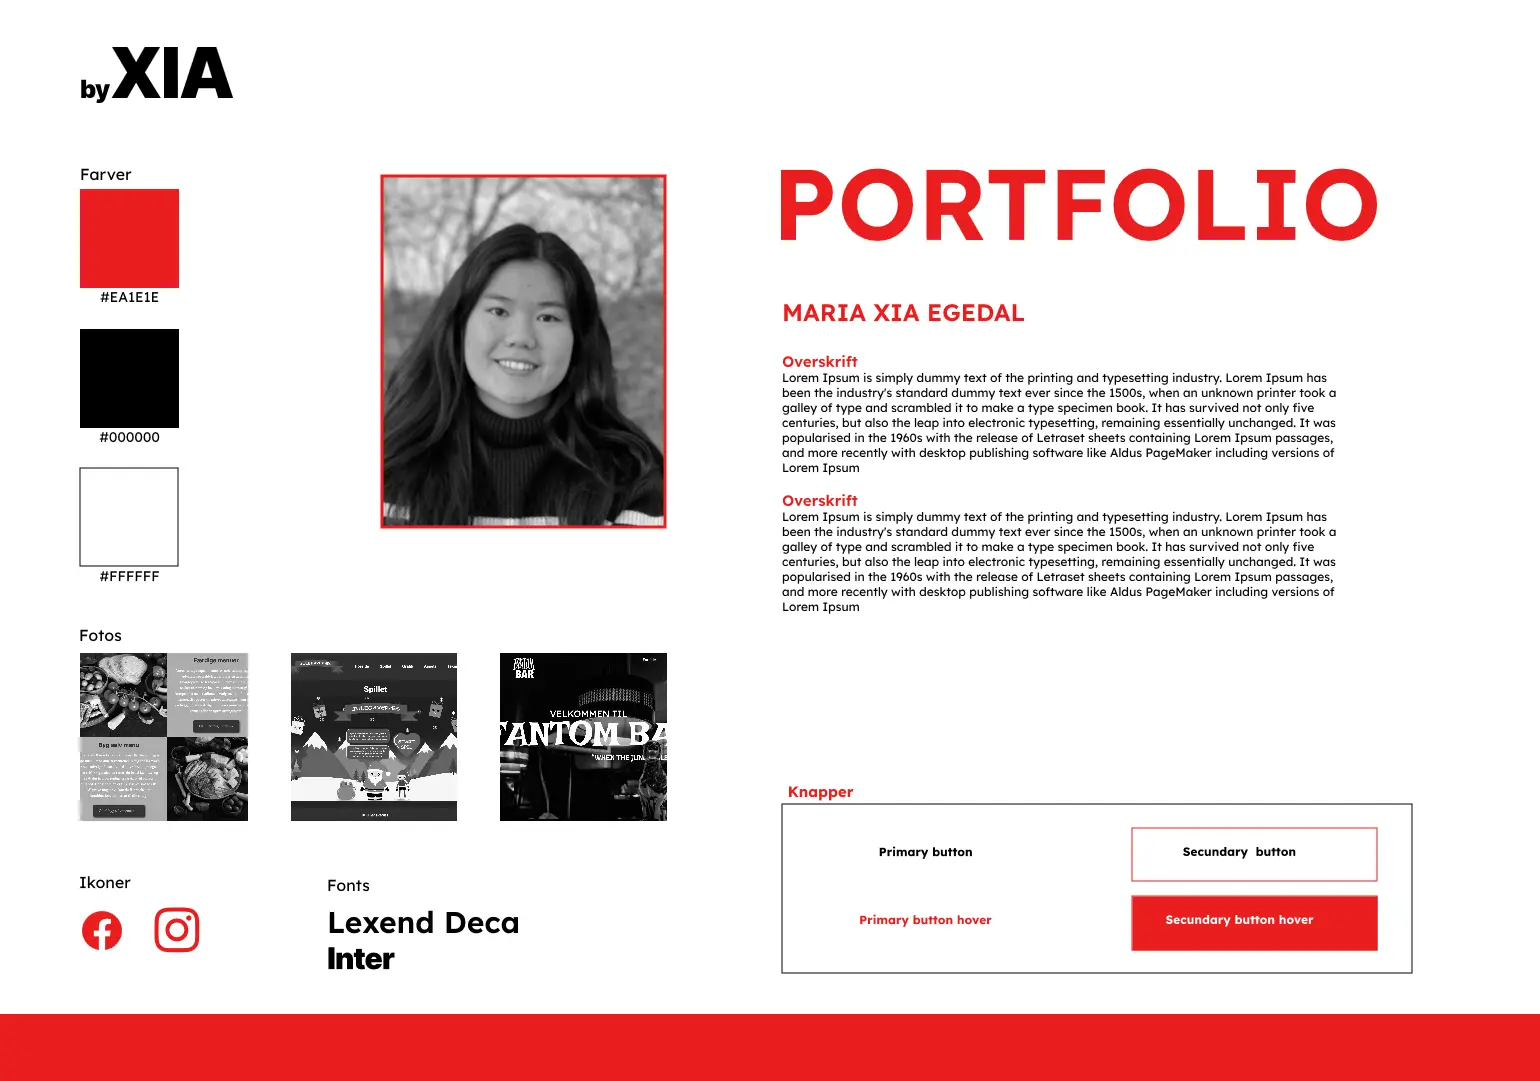 by XIA
Farver
#EA1E1E
#000000
#FFFFFF
PORTFOLIO
MARIA XIA EGEDAL
Overskrift
Lorem Ipsum is simply dummy text of the printing and typesetting industry. Lorem Ipsum has
been the industry's standard dummy text ever since the 1500s, when an unknown printer took a
galley of type and scrambled it to make a type specimen book. It has survived not only five
centuries, but also the leap into electronic typesetting, remaining essentially unchanged. It was
popularised in the 1960s with the release of Letraset sheets containing Lorem Ipsum passages,
and more recently with desktop publishing software like Aldus PageMaker including versions of
Lorem Ipsum
Overskrift
Lorem Ipsum is simply dummy text of the printing and typesetting industry. Lorem Ipsum has
been the industry's standard dummy text ever since the 1500s, when an unknown printer took a
galley of type and scrambled it to make a type specimen book. It has survived not only five
centuries, but also the leap into electronic typesetting, remaining essentially unchanged. It was
popularised in the 1960s with the release of Letraset sheets containing Lorem Ipsum passages,
and more recently with desktop publishing software like Aldus PageMaker including versions of
Lorem Ipsum
Fotos
Færdige menuer
Byg selv menu
Spillet
START
SPIL
FANTOM
BAR
VELKOMMEN TIL
FANTOM BA
"WHEN THE
Ikoner
Fonts
Lexend Deca
Inter
Knapper
Primary button
Secundary  button
Primary button hover
Secundary button hover